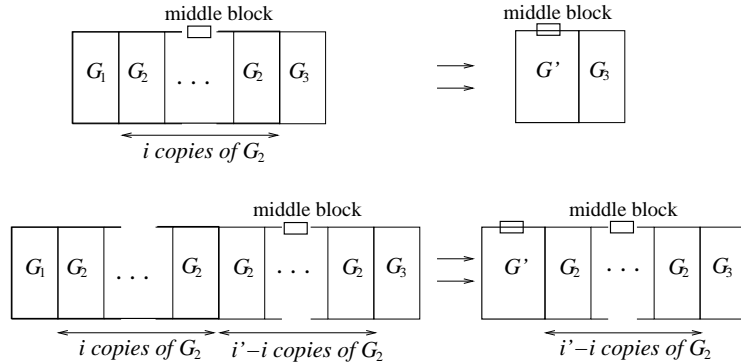 middle block middle block
G₁ G₂ . . . G₂ G₃ G' G₃
i copies of G₂
middle block middle block
G₁ G₂ . . . G₂ G₂ . . . G₂ G₃ G' G₂ . . . G₂ G₃
i copies of G₂ i'−i copies of G₂ i'−i copies of G₂